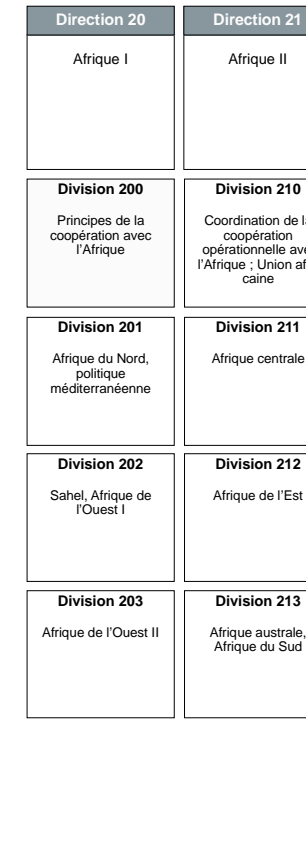 Direction 20
Afrique I
Division 200
Principes de la
coopération avec
l'Afrique
Division 201
Afrique du Nord,
politique
méditerranéenne
Division 202
Sahel, Afrique de
l'Ouest I
Division 203
Afrique de l'Ouest II
Direction 21
Afrique II
Division 210
Coordination de
coopération
opérationnelle
l'Afrique ; Union
caine
Division 211
Afrique centrale
Division 212
Afrique de l'Est
Division 213
Afrique australe,
Afrique du Sud